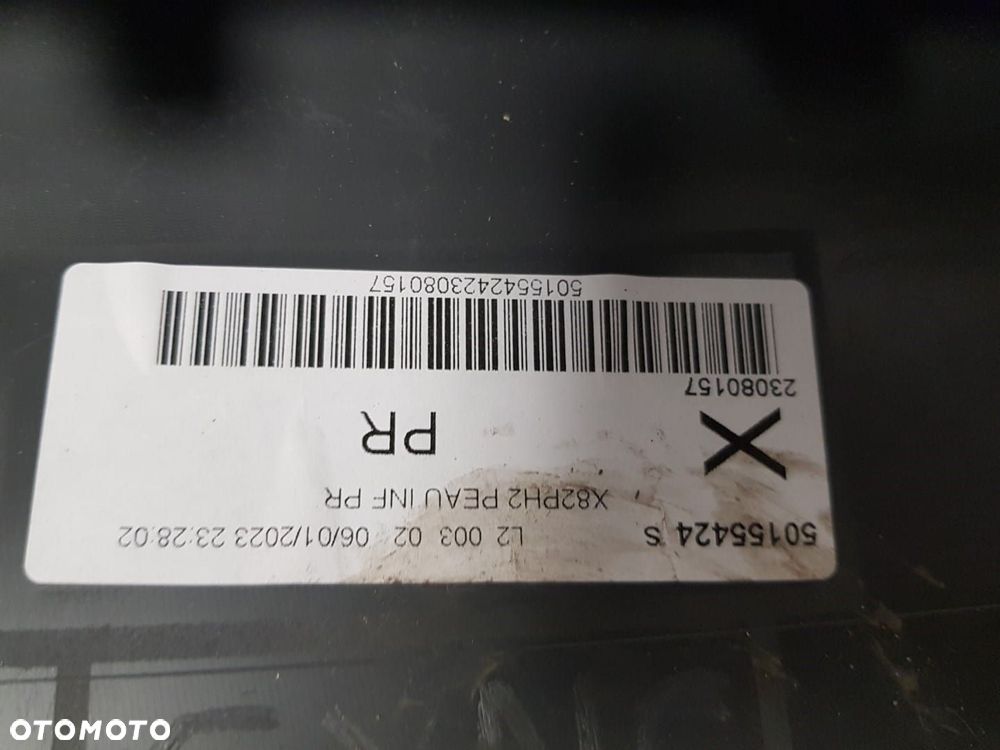 50155424 S L2 003 02 06/01/2023 23:28:02
X82PH2 PEAU INF PR
X PR
23080157
5015542423080157
OTOMOTO